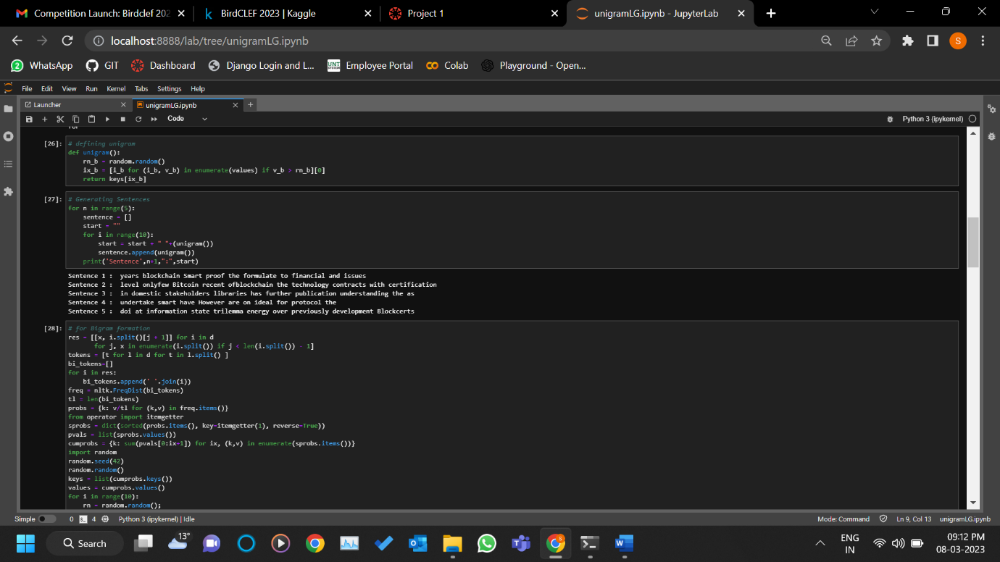 Competition Launch: Birdclef 202
BirdCLEF 2023 | Kaggle
Project 1
unigramLG.ipynb - JupyterLab
localhost:8888/lab/tree/unigramLG.ipynb
S
WhatsApp
GIT
Dashboard
Django Login and L...
UNT
Employee Portal
Colab
Playground - Open...
File Edit View Run Kernel Tabs Settings Help
Launcher
unigramLG.ipynb
Code
Python 3 (ipykernel)
[26]:
# defining unigram
def unigram():
    rn_b = random.random()
    ix_b = [i_b for (i_b, v_b) in enumerate(values) if v_b > rn_b][0]
    return keys[ix_b]
[27]:
# Generating Sentences
for n in range(5):
    sentence = []
    start = ""
    for i in range(10):
        start = start + " "+(unigram())
        sentence.append(unigram())
    print('Sentence',n+1,":",start)
Sentence 1 :  years blockchain Smart proof the formulate to financial and issues
Sentence 2 :  level onlyfew Bitcoin recent ofblockchain the technology contracts with certification
Sentence 3 :  in domestic stakeholders libraries has further publication understanding the as
Sentence 4 :  undertake smart have However are on ideal for protocol the
Sentence 5 :  doi at information state trilemma energy over previously development Blockcerts
[28]:
# for Bigram formation
res = [[x, i.split()[j + 1]] for i in d
       for j, x in enumerate(i.split()) if j < len(i.split()) - 1]
tokens = [t for l in d for t in l.split() ]
bi_tokens=[]
for i in res:
    bi_tokens.append(' '.join(i))
freq = nltk.FreqDist(bi_tokens)
tl = len(bi_tokens)
probs = {k: v/tl for (k,v) in freq.items()}
from operator import itemgetter
sprobs = dict(sorted(probs.items(), key=itemgetter(1), reverse=True))
pvals = list(sprobs.values())
cumprobs = {k: sum(pvals[0:ix+1]) for ix, (k,v) in enumerate(sprobs.items())}
import random
random.seed(42)
random.random()
keys = list(cumprobs.keys())
values = cumprobs.values()
for i in range(10):
    rn = random.random();
Simple 0 4 Python 3 (ipykernel) | Idle
Mode: Command Ln 9, Col 13 unigramLG.ipynb
Search
13°
ENG
IN
09:12 PM
08-03-2023